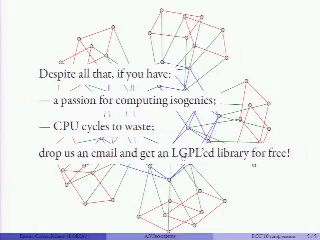 Despite all that, if you have:
— a passion for computing isogenies;
— CPU cycles to waste;
drop us an email and get an LGPL'ed library for free!